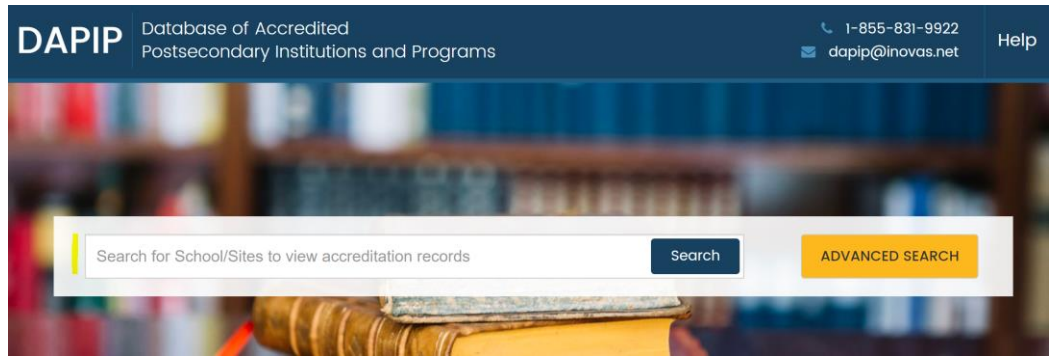 DAPIP
Database of Accredited
Postsecondary Institutions and Programs
1-855-831-9922
dapip@inovas.net
Help
Search for School/Sites to view accreditation records
Search
ADVANCED SEARCH